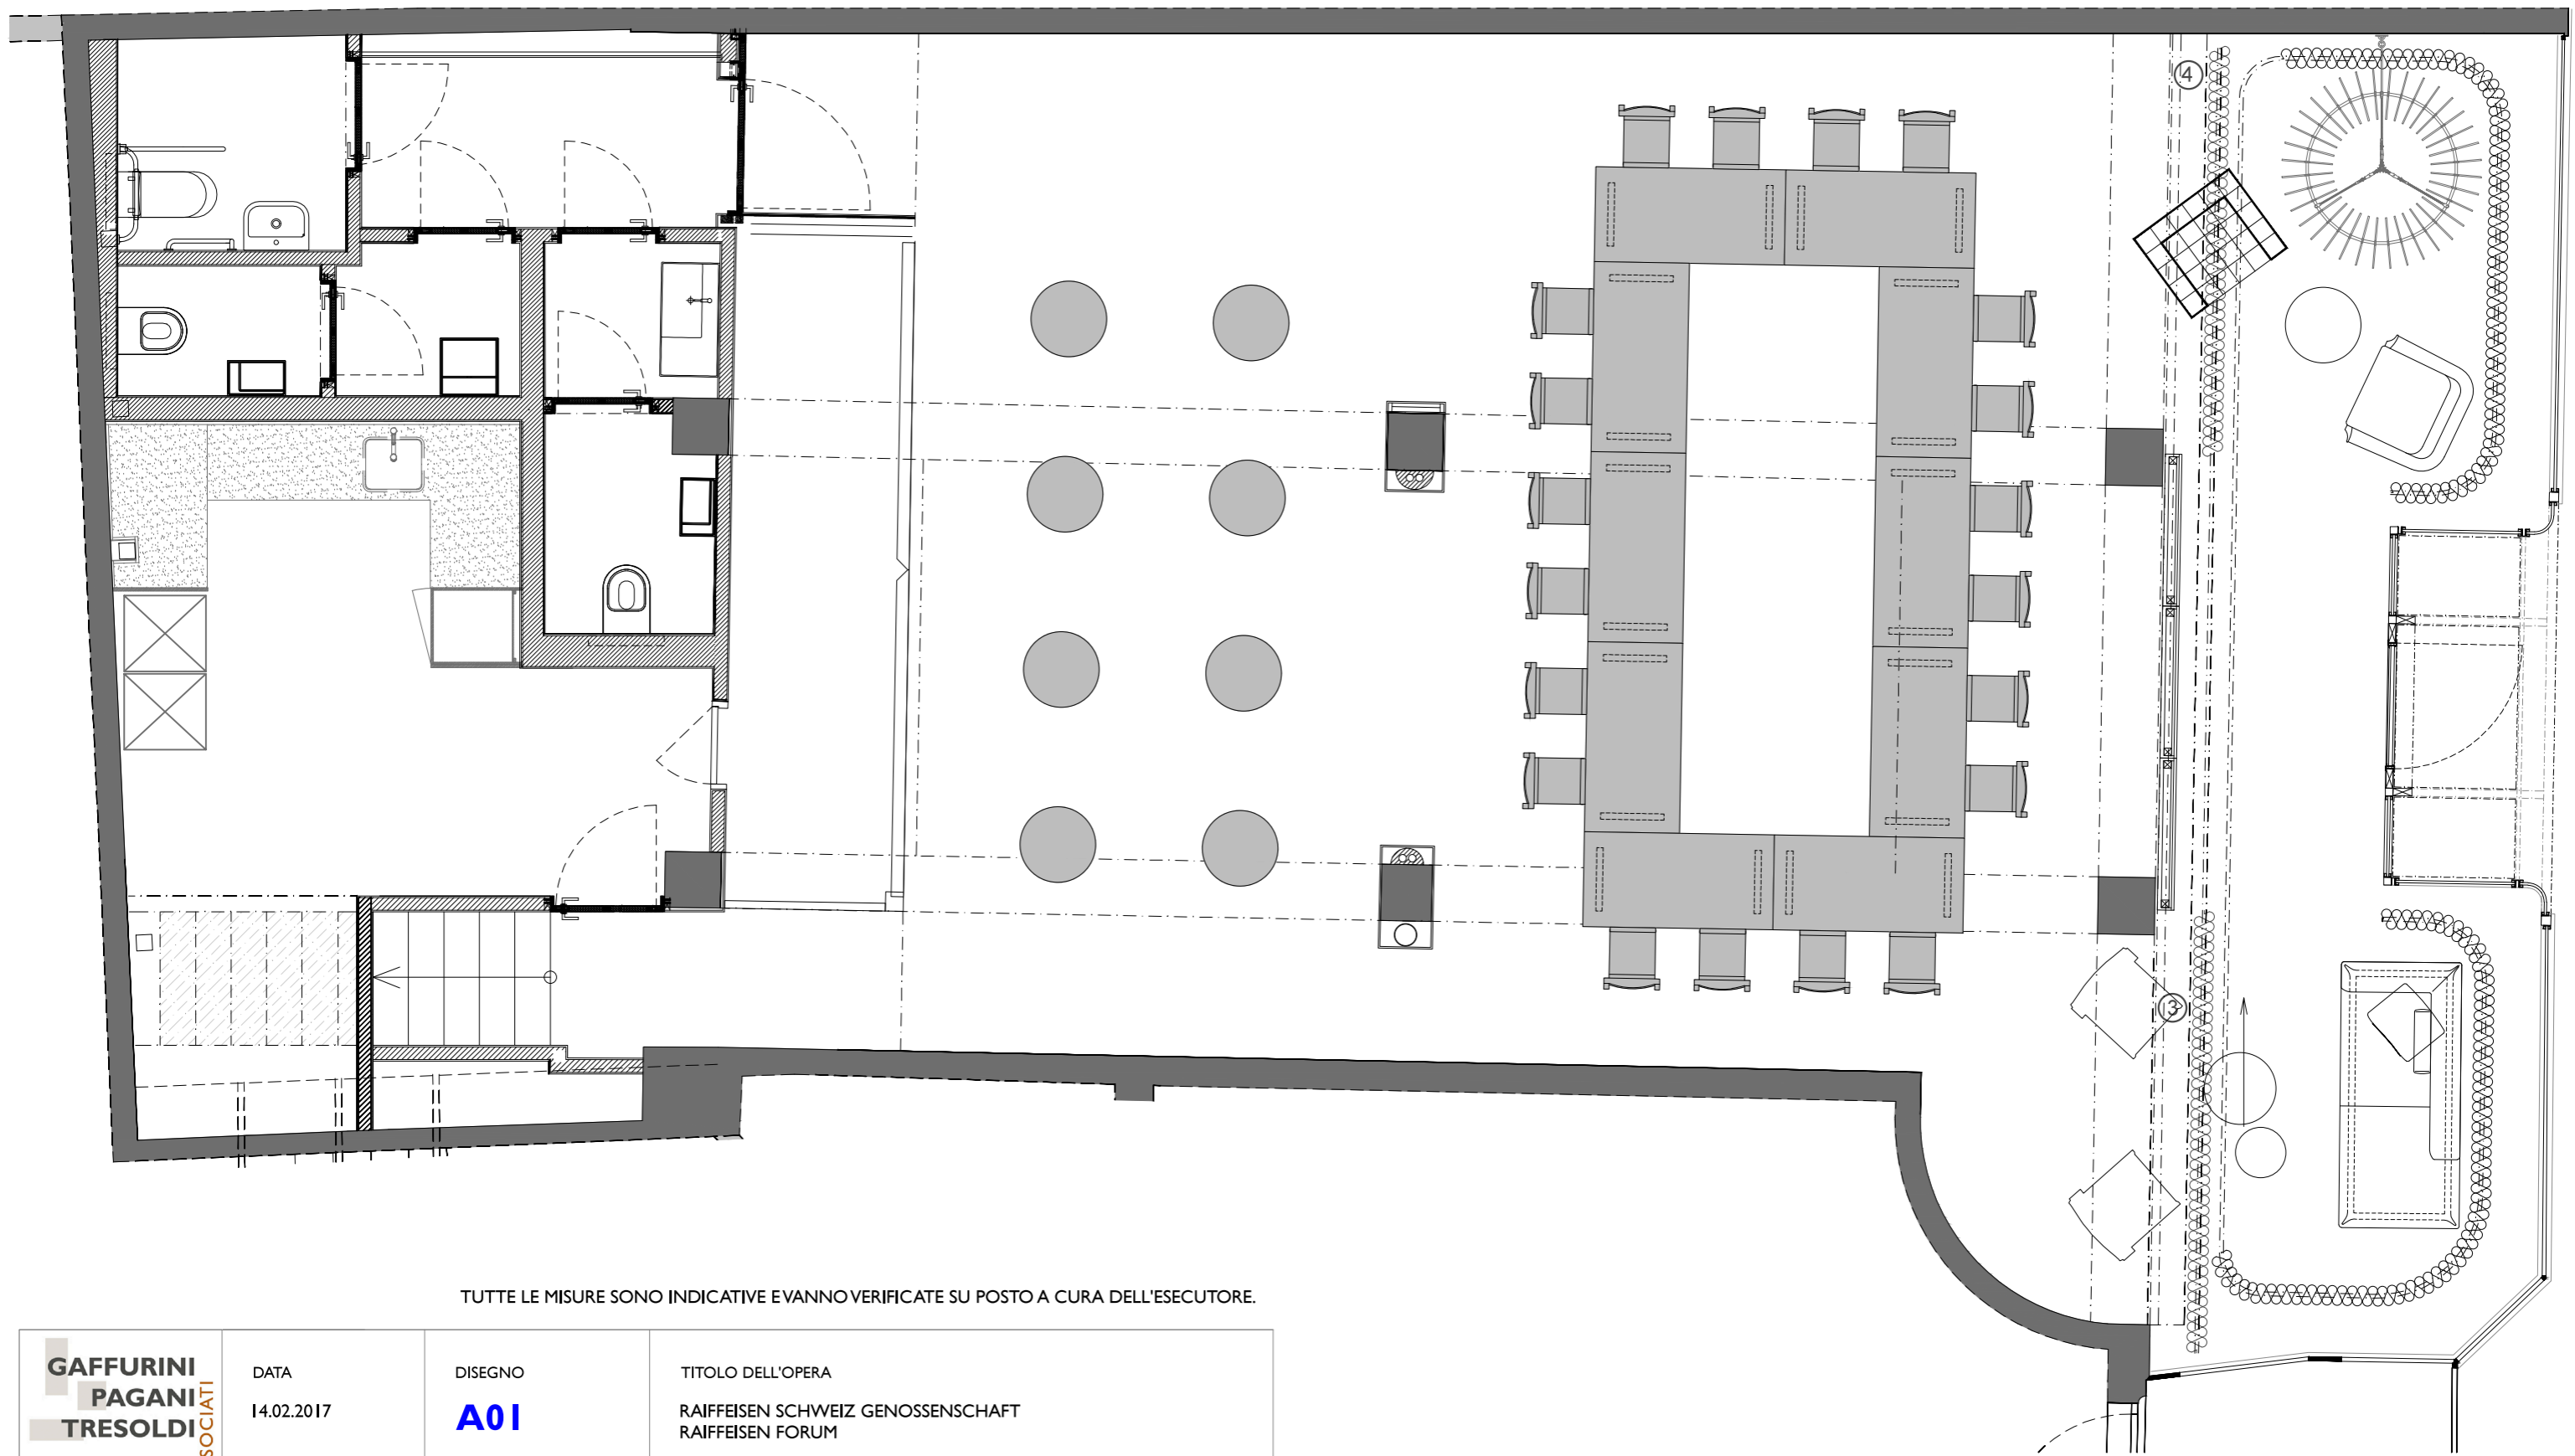 4
3
TUTTE LE MISURE SONO INDICATIVE E VANNO VERIFICATE SU POSTO A CURA DELL'ESECUTORE.
GAFFURINI
PAGANI
TRESOLDI
SOCIATI
DATA
14.02.2017
DISEGNO
A01
TITOLO DELL'OPERA
RAIFFEISEN SCHWEIZ GENOSSENSCHAFT
RAIFFEISEN FORUM